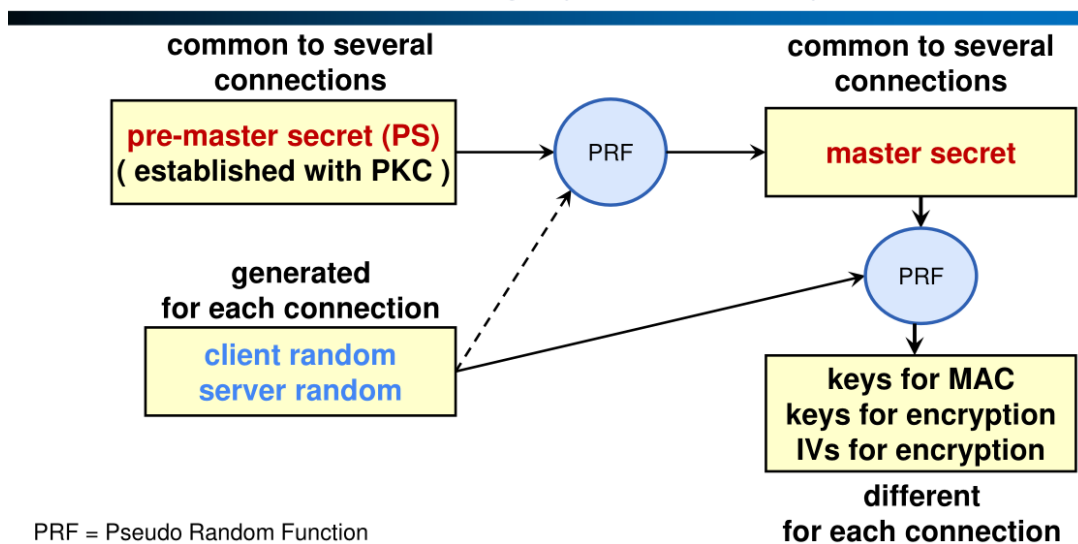 common to several
connections
pre-master secret (PS)
( established with PKC )
PRF
common to several
connections
master secret
generated
for each connection
client random
server random
PRF
keys for MAC
keys for encryption
IVs for encryption
different
for each connection
PRF = Pseudo Random Function